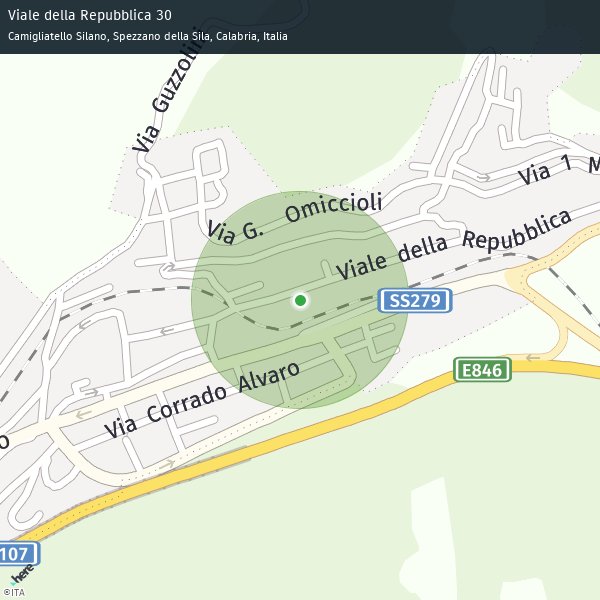 Viale della Repubblica 30
Camigliatello Silano, Spezzano della Sila, Calabria, Italia
Via Guzzolini
Via 1 M
Via G. Omiccioli
Viale della Repubblica
SS279
E846
Via Corrado Alvaro
o
107
here
©ITA